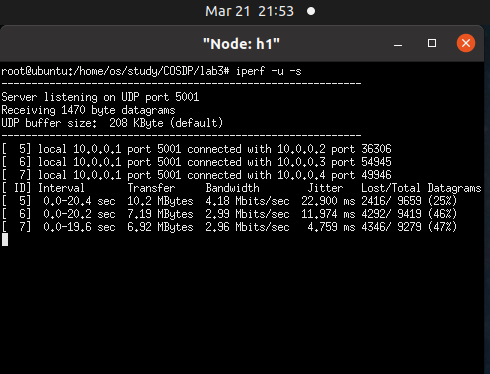 Mar 21 21:53
"Node: h1"
root@ubuntu:/home/os/study/COSDP/lab3# iperf -u -s
------------------------------------------------------------
Server listening on UDP port 5001
Receiving 1470 byte datagrams
UDP buffer size:  208 KByte (default)
------------------------------------------------------------
[  5] local 10.0.0.1 port 5001 connected with 10.0.0.2 port 36306
[  6] local 10.0.0.1 port 5001 connected with 10.0.0.3 port 54945
[  7] local 10.0.0.1 port 5001 connected with 10.0.0.4 port 49946
[ ID] Interval       Transfer     Bandwidth        Jitter   Lost/Total Datagrams
[  5]  0.0-20.4 sec  10.2 MBytes  4.18 Mbits/sec  22.900 ms 2416/ 9659 (25%)
[  6]  0.0-20.2 sec  7.19 MBytes  2.99 Mbits/sec  11.974 ms 4292/ 9419 (46%)
[  7]  0.0-19.6 sec  6.92 MBytes  2.96 Mbits/sec   4.759 ms 4346/ 9279 (47%)